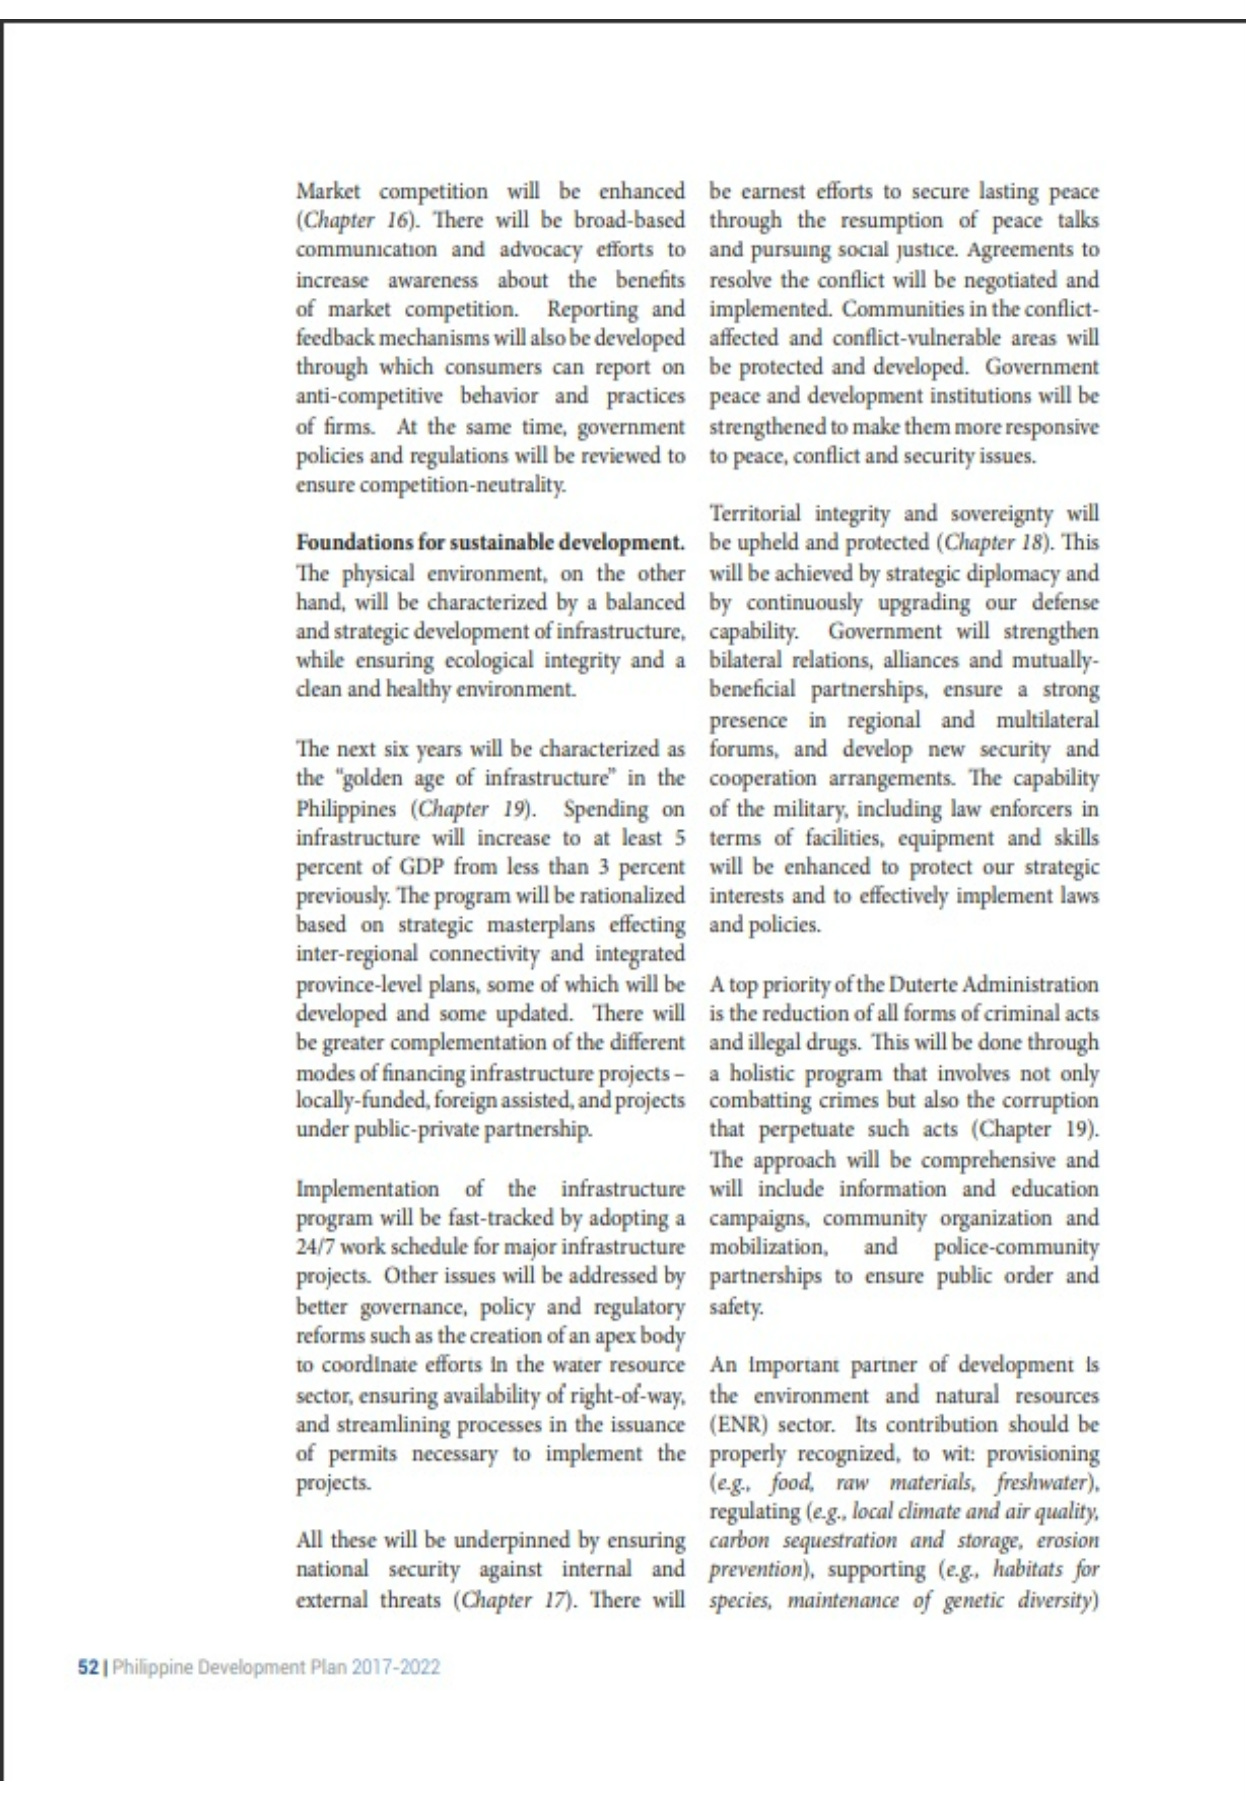 Market competition will be enhanced
(Chapter 16). There will be broad-based
communication and advocacy efforts to
increase awareness about the benefits
of market competition. Reporting and
feedback mechanisms will also be developed
through which consumers can report on
anti-competitive behavior and practices
of firms. At the same time, government
policies and regulations will be reviewed to
ensure competition-neutrality.
Foundations for sustainable development.
The physical environment, on the other
hand, will be characterized by a balanced
and strategic development of infrastructure,
while ensuring ecological integrity and a
clean and healthy environment.
The next six years will be characterized as
the “golden age of infrastructure” in the
Philippines (Chapter 19). Spending on
infrastructure will increase to at least 5
percent of GDP from less than 3 percent
previously. The program will be rationalized
based on strategic masterplans effecting
inter-regional connectivity and integrated
province-level plans, some of which will be
developed and some updated. There will
be greater complementation of the different
modes of financing infrastructure projects –
locally-funded, foreign assisted, and projects
under public-private partnership.
Implementation of the infrastructure
program will be fast-tracked by adopting a
24/7 work schedule for major infrastructure
projects. Other issues will be addressed by
better governance, policy and regulatory
reforms such as the creation of an apex body
to coordinate efforts in the water resource
sector, ensuring availability of right-of-way,
and streamlining processes in the issuance
of permits necessary to implement the
projects.
All these will be underpinned by ensuring
national security against internal and
external threats (Chapter 17). There will
be earnest efforts to secure lasting peace
through the resumption of peace talks
and pursuing social justice. Agreements to
resolve the conflict will be negotiated and
implemented. Communities in the conflict-
affected and conflict-vulnerable areas will
be protected and developed. Government
peace and development institutions will be
strengthened to make them more responsive
to peace, conflict and security issues.
Territorial integrity and sovereignty will
be upheld and protected (Chapter 18). This
will be achieved by strategic diplomacy and
by continuously upgrading our defense
capability. Government will strengthen
bilateral relations, alliances and mutually-
beneficial partnerships, ensure a strong
presence in regional and multilateral
forums, and develop new security and
cooperation arrangements. The capability
of the military, including law enforcers in
terms of facilities, equipment and skills
will be enhanced to protect our strategic
interests and to effectively implement laws
and policies.
A top priority of the Duterte Administration
is the reduction of all forms of criminal acts
and illegal drugs. This will be done through
a holistic program that involves not only
combatting crimes but also the corruption
that perpetuate such acts (Chapter 19).
The approach will be comprehensive and
will include information and education
campaigns, community organization and
mobilization, and police-community
partnerships to ensure public order and
safety.
An important partner of development is
the environment and natural resources
(ENR) sector. Its contribution should be
properly recognized, to wit: provisioning
(e.g., food, raw materials, freshwater),
regulating (e.g., local climate and air quality,
carbon sequestration and storage, erosion
prevention), supporting (e.g., habitats for
species, maintenance of genetic diversity)
52 | Philippine Development Plan 2017-2022